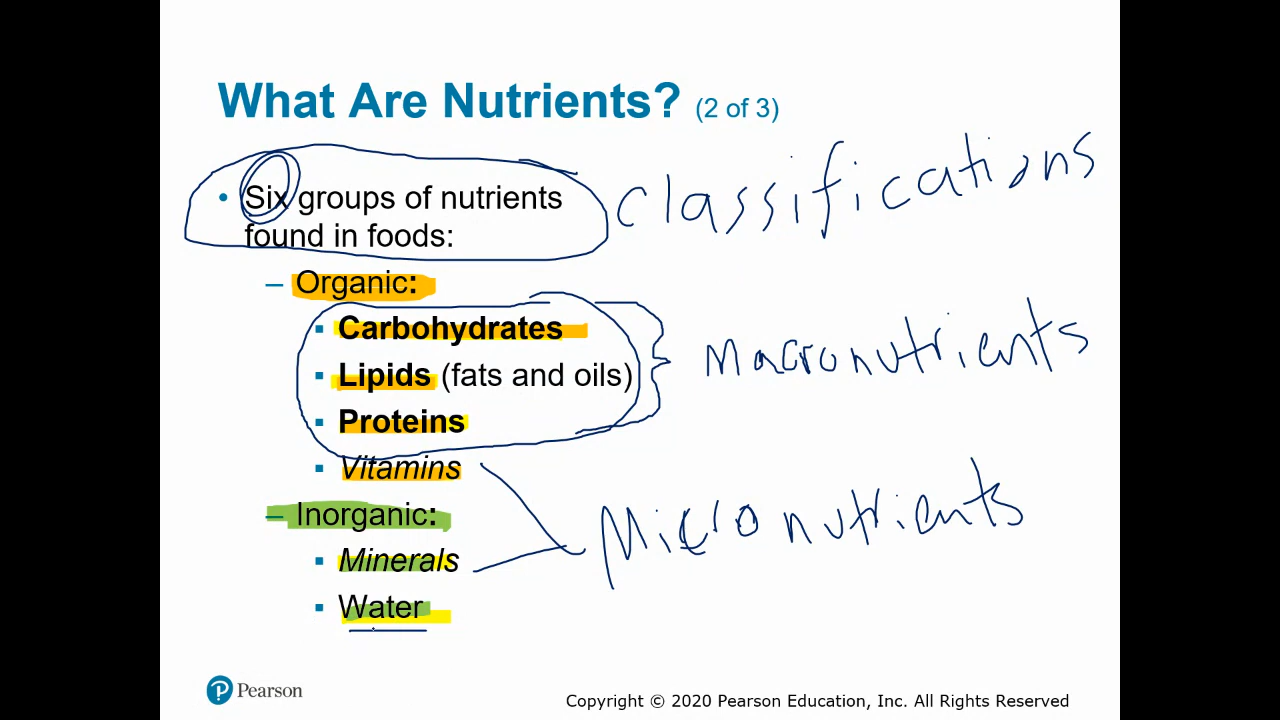 What Are Nutrients? (2 of 3)
• Six groups of nutrients classifications
found in foods:
– Organic:
▪ Carbohydrates
▪ Lipids (fats and oils) macronutrients
▪ Proteins
▪ Vitamins
– Inorganic: Micronutrients
▪ Minerals
▪ Water
Pearson
Copyright © 2020 Pearson Education, Inc. All Rights Reserved